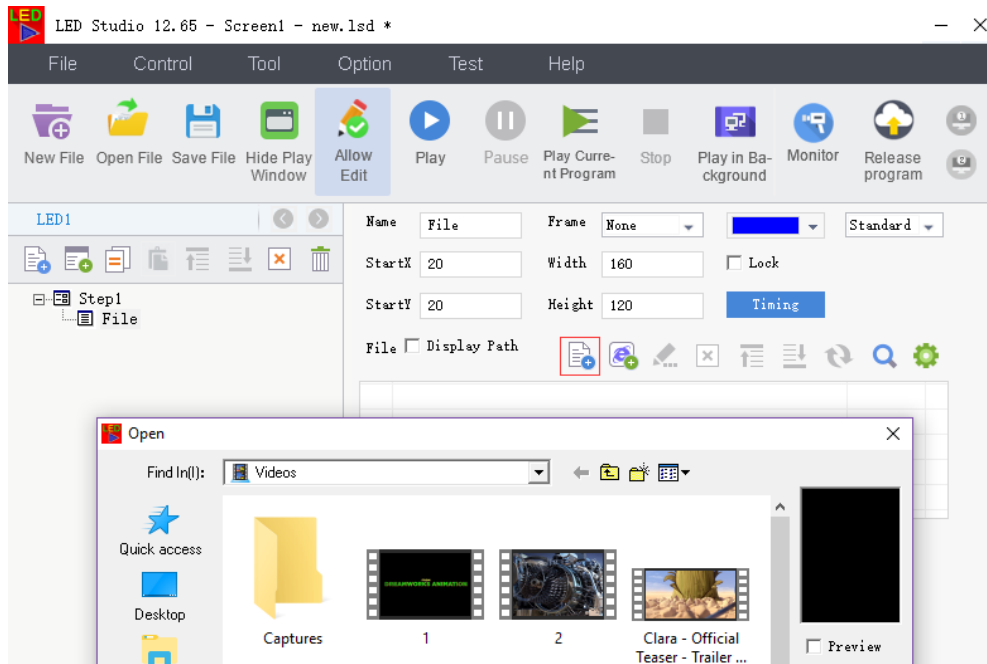 LED
LED Studio 12.65 - Screen1 - new.lsd *
File Control Tool Option Test Help
New File Open File Save File Hide Play Window Allow Edit Play Pause Play Curre-nt Program Stop Play in Ba-ckground Monitor Release program
LED1
Name File Frame None Standard
StartX 20 Width 160 Lock
Step1
StartY 20 Height 120 Timing
File
File Display Path
LED
Open
Find In(I): Videos
Quick access
DREAMWORKS ANIMATION
Desktop
Captures 1 2 Clara - Official
Teaser - Trailer ...
Preview